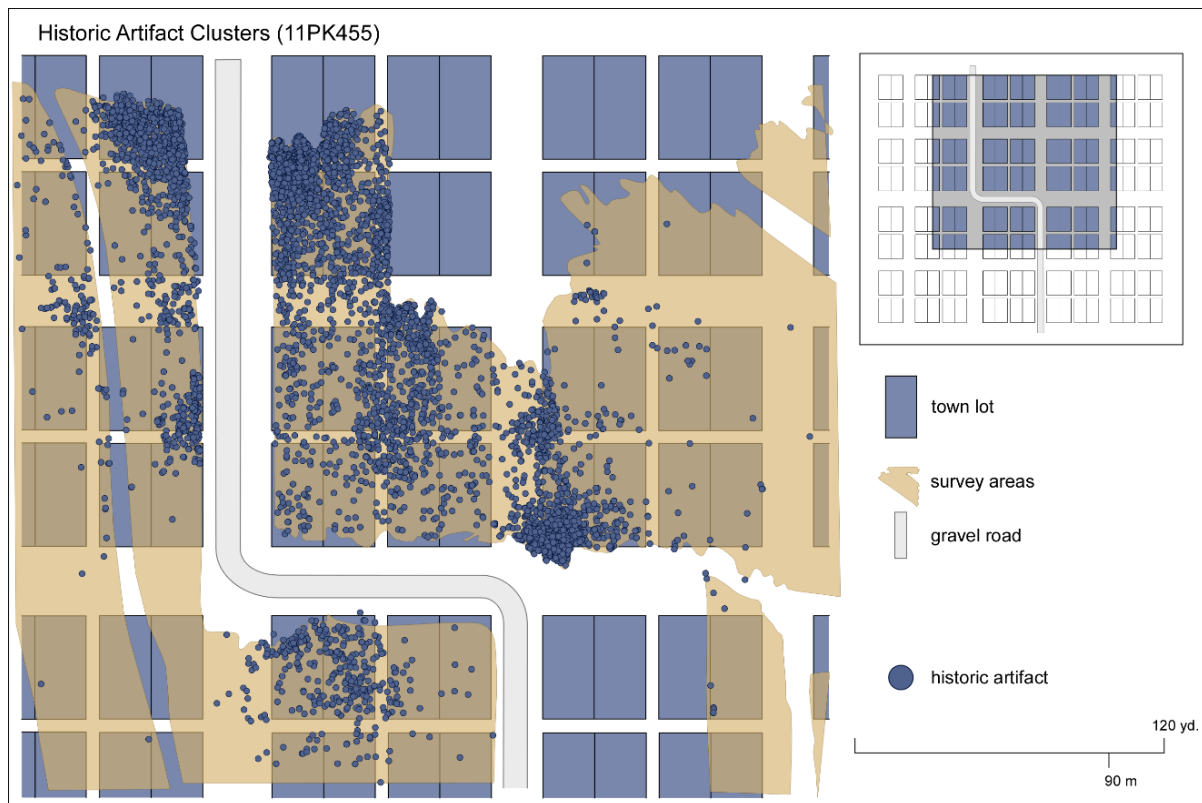 Historic Artifact Clusters (11PK455)
town lot
survey areas
gravel road
historic artifact
120 yd.
90 m